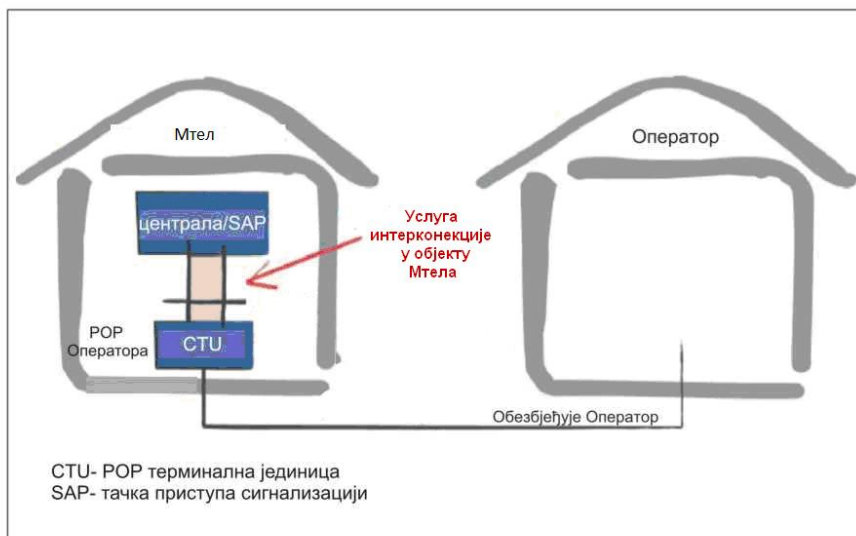 Мтел
Оператор
централа/SAP
Услуга
интерконекције
у објекту
Мтела
POP
Оператора
CTU
Обезбјеђује Оператор
CTU- POP терминална јединица
SAP- тачка приступа сигнализацији